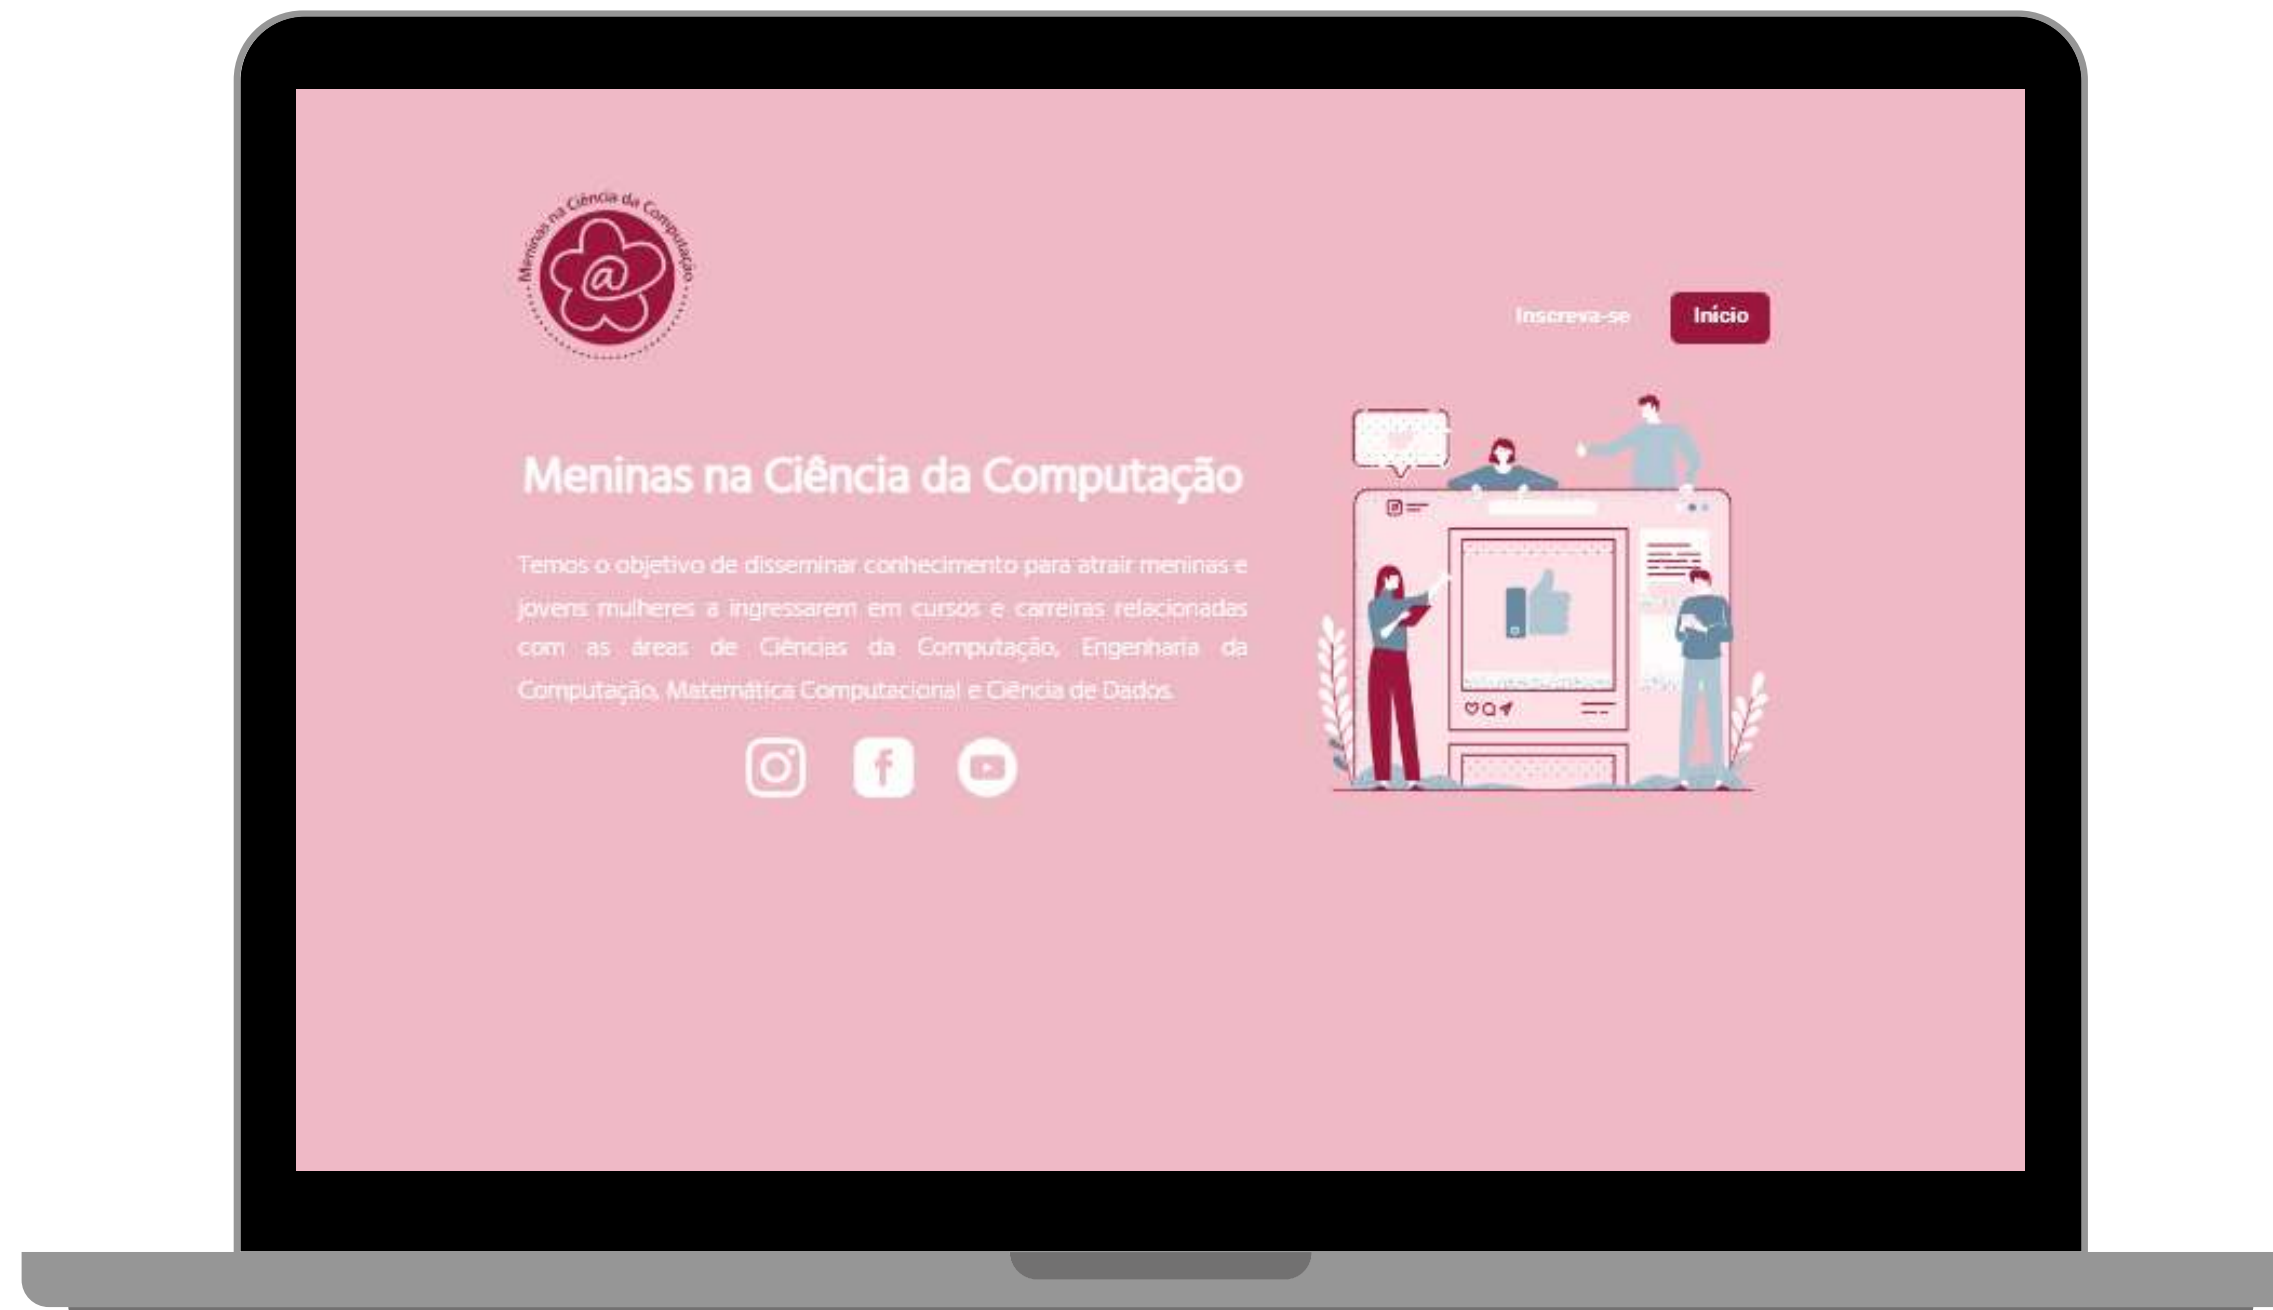 Meninas na Ciência da Computação
@
Inscreva-se
Início
Meninas na Ciência da Computação
Temos o objetivo de disseminar conhecimento para atrair meninas e
jovens mulheres a ingressarem em cursos e carreiras relacionadas
com as áreas de Ciências da Computação, Engenharia da
Computação, Matemática Computacional e Ciência de Dados.